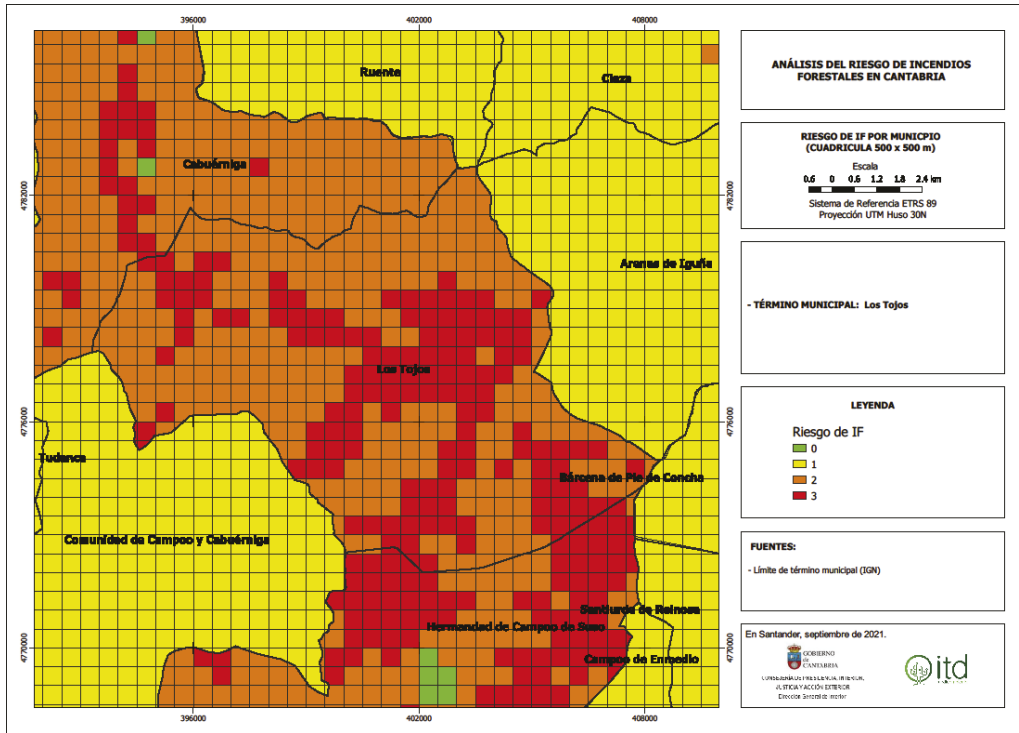 396000
402000
408000
4782000
4776000
4770000
4782000
4776000
4770000
396000
402000
408000
Ruente
Cieza
Cabuérniga
Arenas de Iguña
Los Tojos
Tudanca
Bárcena de Pie de Concha
Comunidad de Campoo y Cabuérniga
Santiurde de Reinosa
Hermandad de Campoo de Suso
Campoo de Enmedio
ANÁLISIS DEL RIESGO DE INCENDIOS
FORESTALES EN CANTABRIA
RIESGO DE IF POR MUNICPIO
(CUADRICULA 500 x 500 m)
Escala
0.6 0 0.6 1.2 1.8 2.4 km
Sistema de Referencia ETRS 89
Proyección UTM Huso 30N
- TÉRMINO MUNICIPAL: Los Tojos
LEYENDA
Riesgo de IF
0
1
2
3
FUENTES:
- Límite de término municipal (IGN)
En Santander, septiembre de 2021.
GOBIERNO
de
CANTABRIA
CONSEJERÍA DE PRESIDENCIA, INTERIOR,
JUSTICIA Y ACCIÓN EXTERIOR
Dirección General de Interior
itd